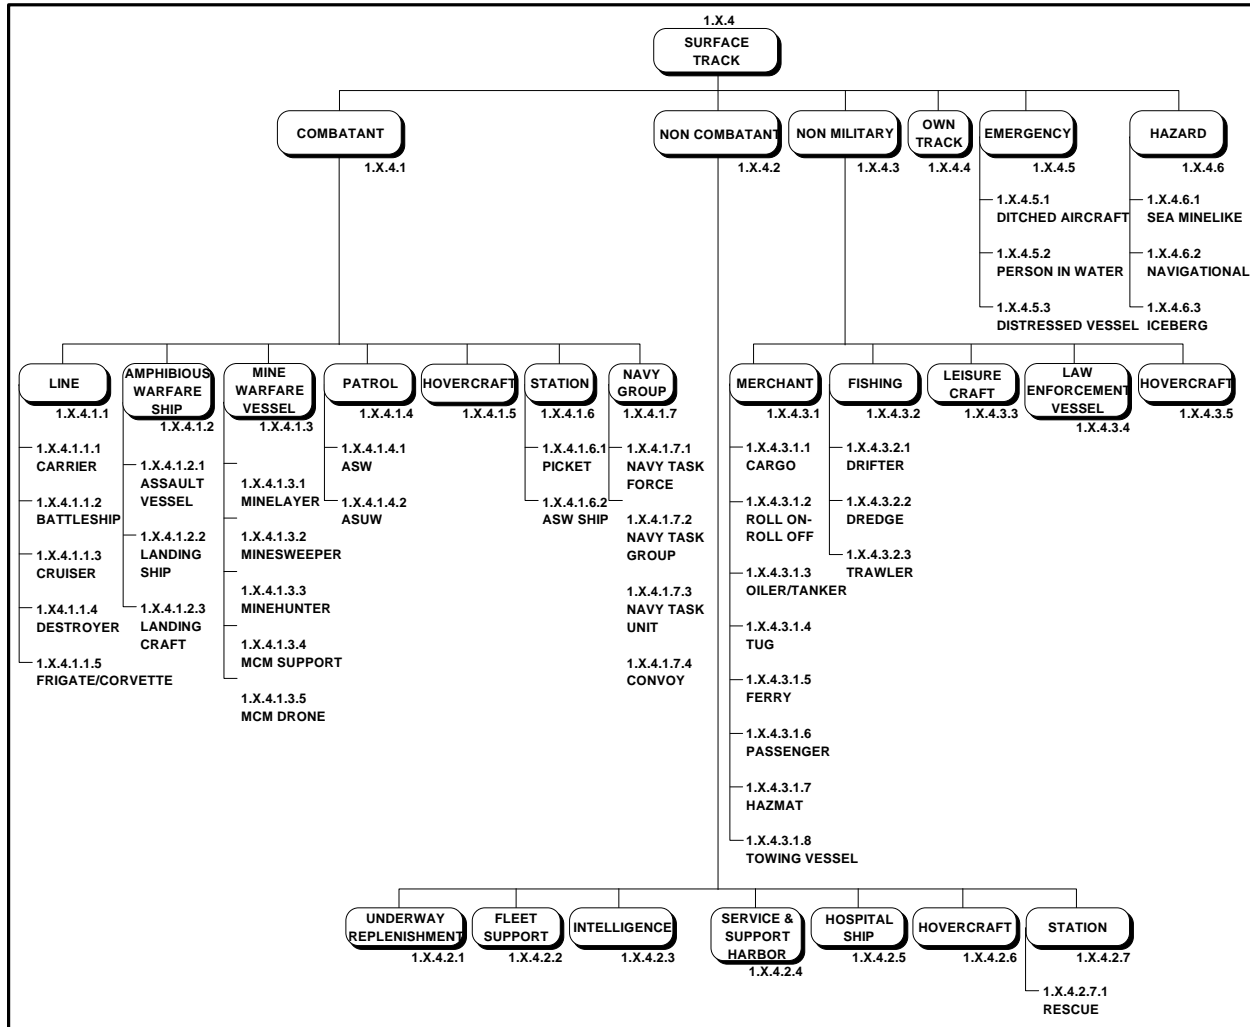 1.X.4
SURFACE
TRACK
COMBATANT
1.X.4.1
NON COMBATANT
1.X.4.2
NON MILITARY
1.X.4.3
OWN
TRACK
1.X.4.4
EMERGENCY
1.X.4.5
HAZARD
1.X.4.6
1.X.4.5.1
DITCHED AIRCRAFT
1.X.4.5.2
PERSON IN WATER
1.X.4.5.3
DISTRESSED VESSEL
1.X.4.6.1
SEA MINELIKE
1.X.4.6.2
NAVIGATIONAL
1.X.4.6.3
ICEBERG
LINE
1.X.4.1.1
1.X.4.1.1.1
CARRIER
1.X.4.1.1.2
BATTLESHIP
1.X.4.1.1.3
CRUISER
1.X4.1.1.4
DESTROYER
1.X.4.1.1.5
FRIGATE/CORVETTE
AMPHIBIOUS
WARFARE
SHIP
1.X.4.1.2
1.X.4.1.2.1
ASSAULT
VESSEL
1.X.4.1.2.2
LANDING
SHIP
1.X.4.1.2.3
LANDING
CRAFT
MINE
WARFARE
VESSEL
1.X.4.1.3
1.X.4.1.3.1
MINELAYER
1.X.4.1.3.2
MINESWEEPER
1.X.4.1.3.3
MINEHUNTER
1.X.4.1.3.4
MCM SUPPORT
1.X.4.1.3.5
MCM DRONE
PATROL
1.X.4.1.4
1.X.4.1.4.1
ASW
1.X.4.1.4.2
ASUW
HOVERCRAFT
1.X.4.1.5
STATION
1.X.4.1.6
1.X.4.1.6.1
PICKET
1.X.4.1.6.2
ASW SHIP
NAVY
GROUP
1.X.4.1.7
1.X.4.1.7.1
NAVY TASK
FORCE
1.X.4.1.7.2
NAVY TASK
GROUP
1.X.4.1.7.3
NAVY TASK
UNIT
1.X.4.1.7.4
CONVOY
MERCHANT
1.X.4.3.1
1.X.4.3.1.1
CARGO
1.X.4.3.1.2
ROLL ON-
ROLL OFF
1.X.4.3.1.3
OILER/TANKER
1.X.4.3.1.4
TUG
1.X.4.3.1.5
FERRY
1.X.4.3.1.6
PASSENGER
1.X.4.3.1.7
HAZMAT
1.X.4.3.1.8
TOWING VESSEL
FISHING
1.X.4.3.2
1.X.4.3.2.1
DRIFTER
1.X.4.3.2.2
DREDGE
1.X.4.3.2.3
TRAWLER
LEISURE
CRAFT
1.X.4.3.3
LAW
ENFORCEMENT
VESSEL
1.X.4.3.4
HOVERCRAFT
1.X.4.3.5
UNDERWAY
REPLENISHMENT
1.X.4.2.1
FLEET
SUPPORT
1.X.4.2.2
INTELLIGENCE
1.X.4.2.3
SERVICE &
SUPPORT
HARBOR
1.X.4.2.4
HOSPITAL
SHIP
1.X.4.2.5
HOVERCRAFT
1.X.4.2.6
STATION
1.X.4.2.7
1.X.4.2.7.1
RESCUE